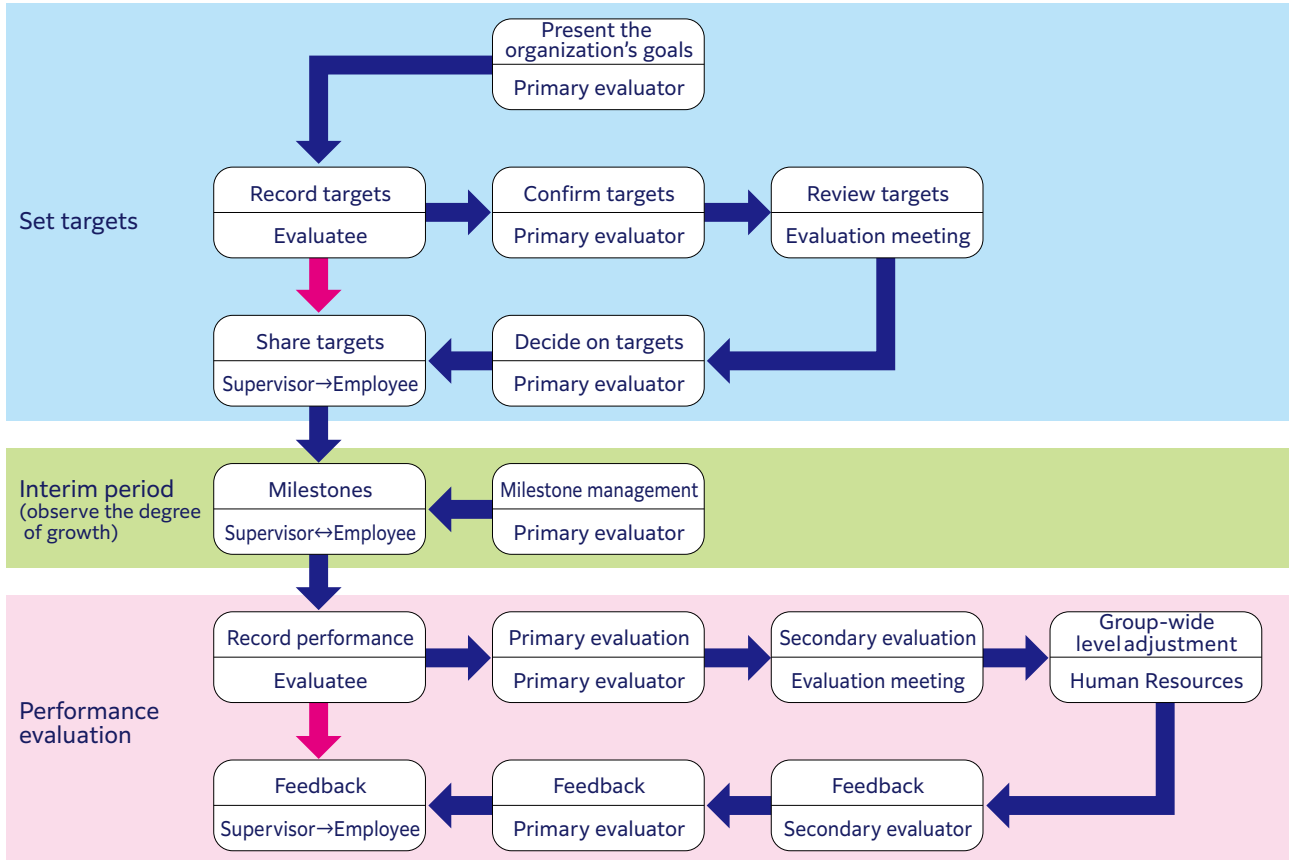 Set targets
Present the
organization's goals
Primary evaluator
Record targets
Evaluatee
Confirm targets
Primary evaluator
Review targets
Evaluation meeting
Share targets
Supervisor→Employee
Decide on targets
Primary evaluator
Interim period
(observe the degree
of growth)
Milestones
Supervisor↔Employee
Milestone management
Primary evaluator
Performance
evaluation
Record performance
Evaluatee
Primary evaluation
Primary evaluator
Secondary evaluation
Evaluation meeting
Group-wide
level adjustment
Human Resources
Feedback
Supervisor→Employee
Feedback
Primary evaluator
Feedback
Secondary evaluator